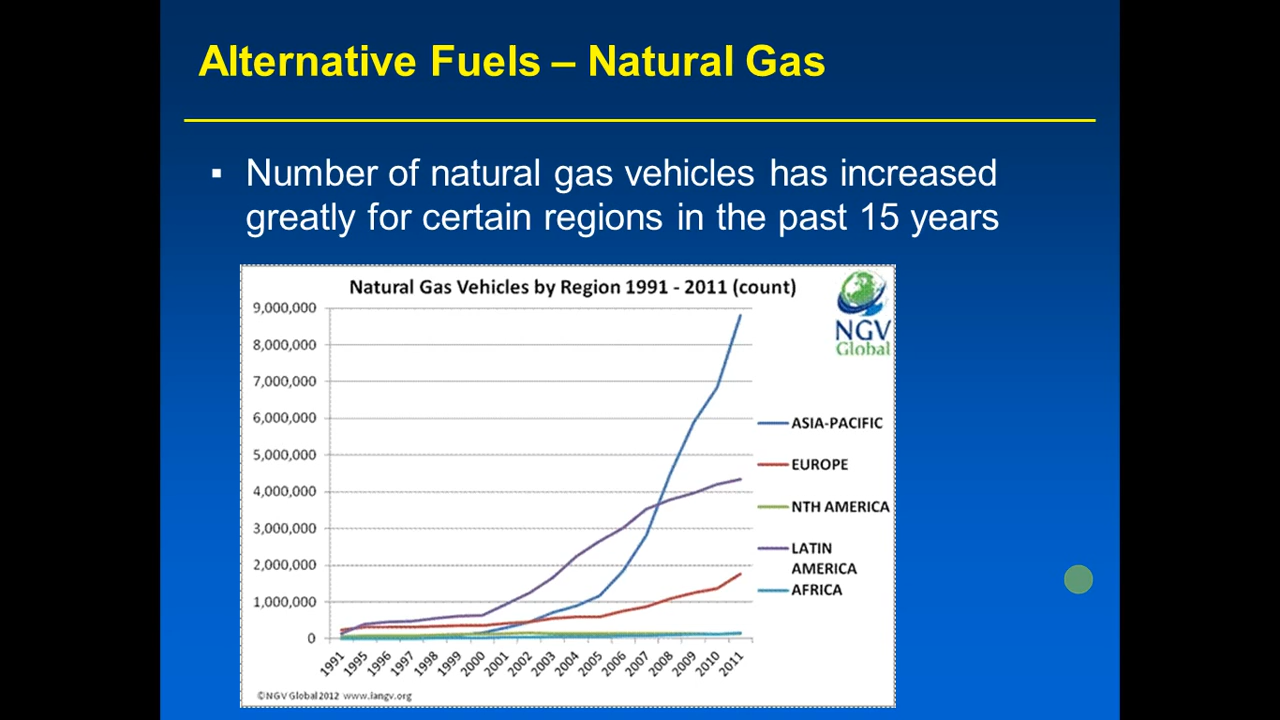 Alternative Fuels – Natural Gas
▪ Number of natural gas vehicles has increased
greatly for certain regions in the past 15 years
Natural Gas Vehicles by Region 1991 - 2011 (count)
NGV
Global
9,000,000
8,000,000
7,000,000
6,000,000
5,000,000
4,000,000
3,000,000
2,000,000
1,000,000
0
1991
1995
1996
1997
1998
1999
2000
2001
2002
2003
2004
2005
2006
2007
2008
2009
2010
2011
ASIA-PACIFIC
EUROPE
NTH AMERICA
LATIN
AMERICA
AFRICA
©NGV Global 2012 www.iangv.org